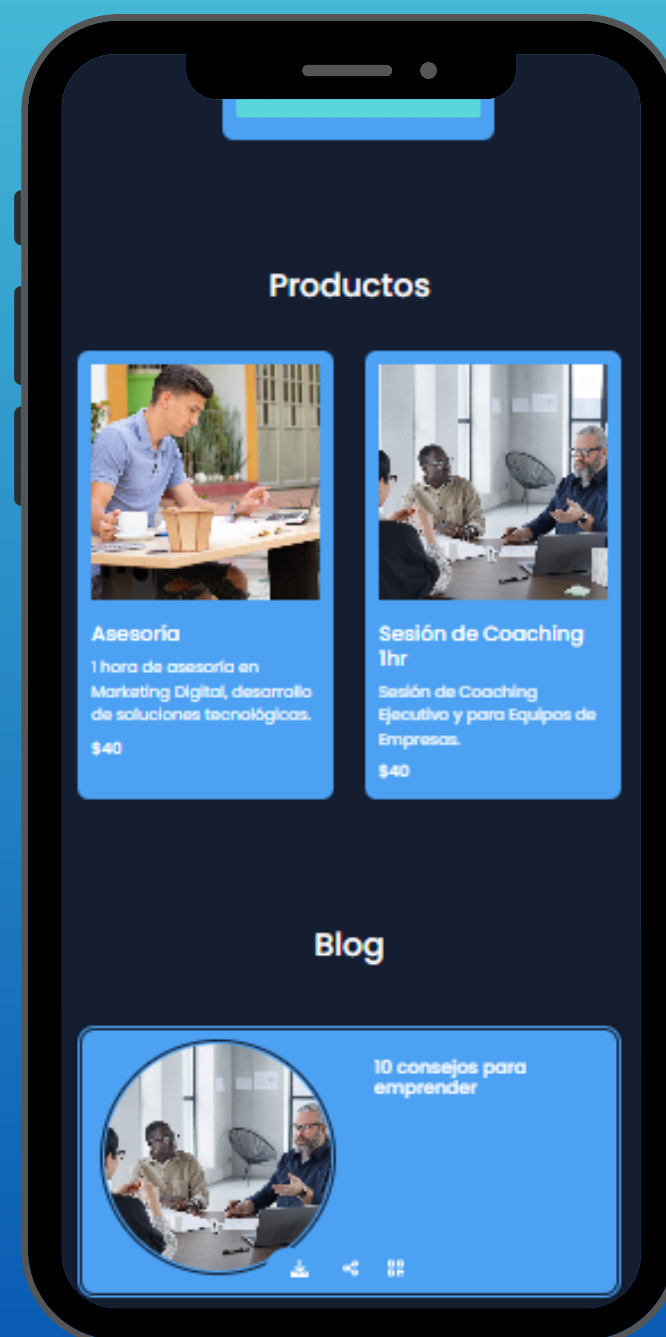 Productos
Asesoría
1 hora de asesoría en
Marketing Digital, desarrollo
de soluciones tecnológicas.
$40
Sesión de Coaching
1hr
Sesión de Coaching
Ejecutivo y para Equipos de
Empresas.
$40
Blog
10 consejos para
emprender